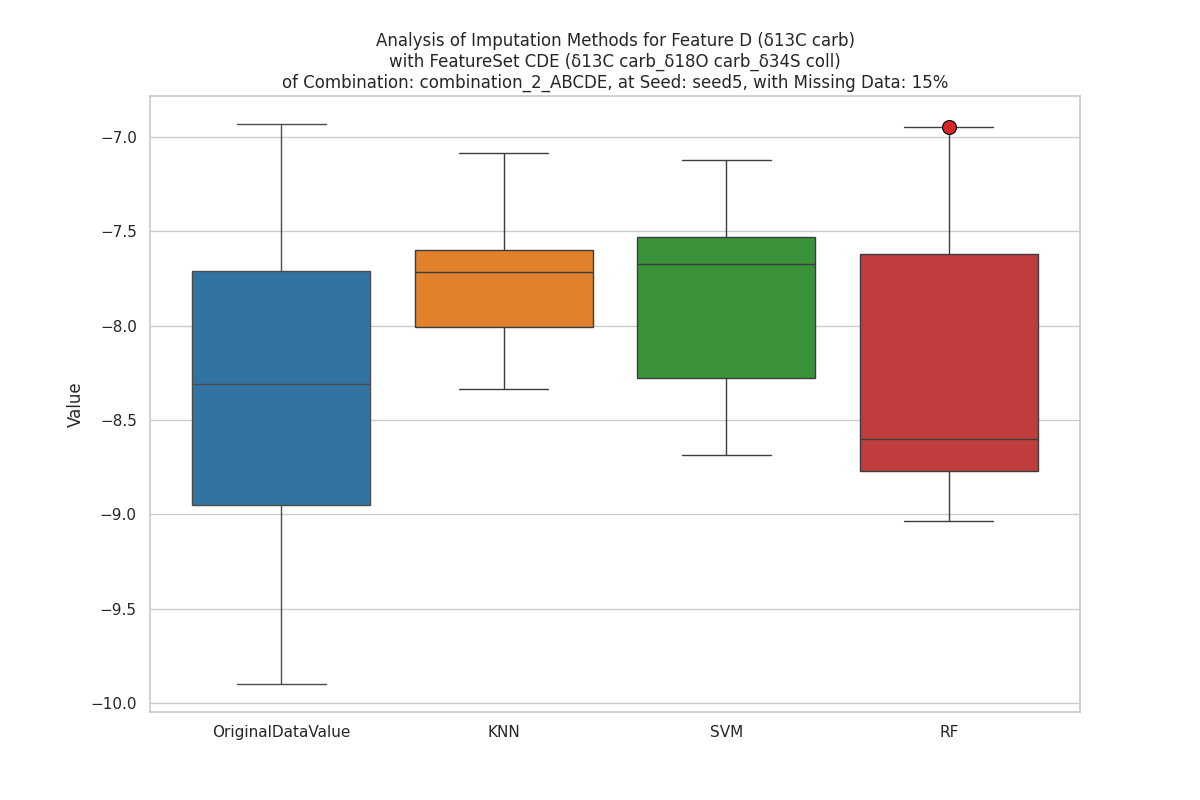 Analysis of Imputation Methods for Feature D (δ13C carb)
with FeatureSet CDE (δ13C carb_δ18O carb_δ34S coll)
of Combination: combination_2_ABCDE, at Seed: seed5, with Missing Data: 15%
Value
−7.0
−7.5
−8.0
−8.5
−9.0
−9.5
−10.0
OriginalDataValue
KNN
SVM
RF